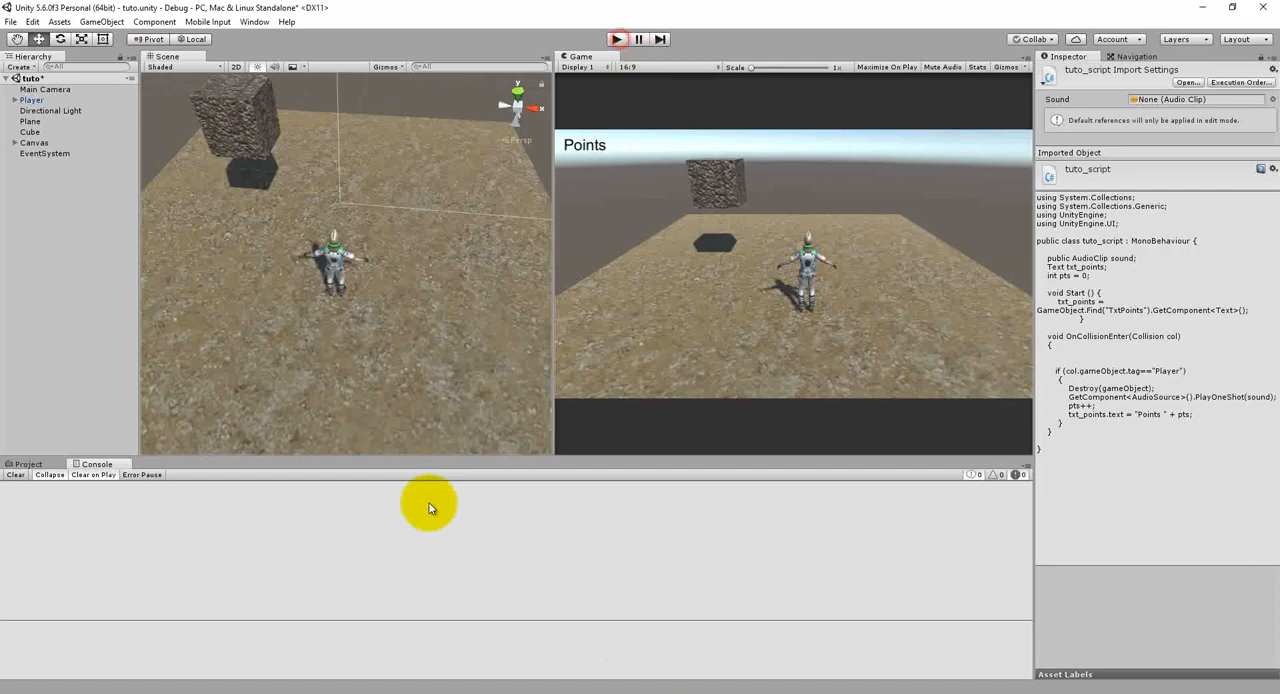 Unity 5.6.0f3 Personal (64bit) - tuto.unity - Debug - PC, Mac & Linux Standalone* <DX11>
File Edit Assets GameObject Component Mobile Input Window Help
Pivot Local Collab Account Layers Layout
Hierarchy
Create All
tuto*
Main Camera
Player
Directional Light
Plane
Cube
Canvas
EventSystem
Scene
Shaded 2D Gizmos All
y
x
Persp
Game
Display 1 16:9 Scale 1x Maximize On Play Mute Audio Stats Gizmos
Points
Inspector Navigation
tuto_script Import Settings
Open... Execution Order...
Sound None (Audio Clip)
Default references will only be applied in edit mode.
Imported Object
tuto_script
using System.Collections;
using System.Collections.Generic;
using UnityEngine;
using UnityEngine.UI;
public class tuto_script : MonoBehaviour {
public AudioClip sound;
Text txt_points;
int pts = 0;
void Start () {
txt_points =
GameObject.Find("TxtPoints").GetComponent<Text>();
}
void OnCollisionEnter(Collision col)
{
if (col.gameObject.tag=="Player")
{
Destroy(gameObject);
GetComponent<AudioSource>().PlayOneShot(sound);
pts++;
txt_points.text = "Points " + pts;
}
}
}
Project Console
Clear Collapse Clear on Play Error Pause 0 0 0
Asset Labels